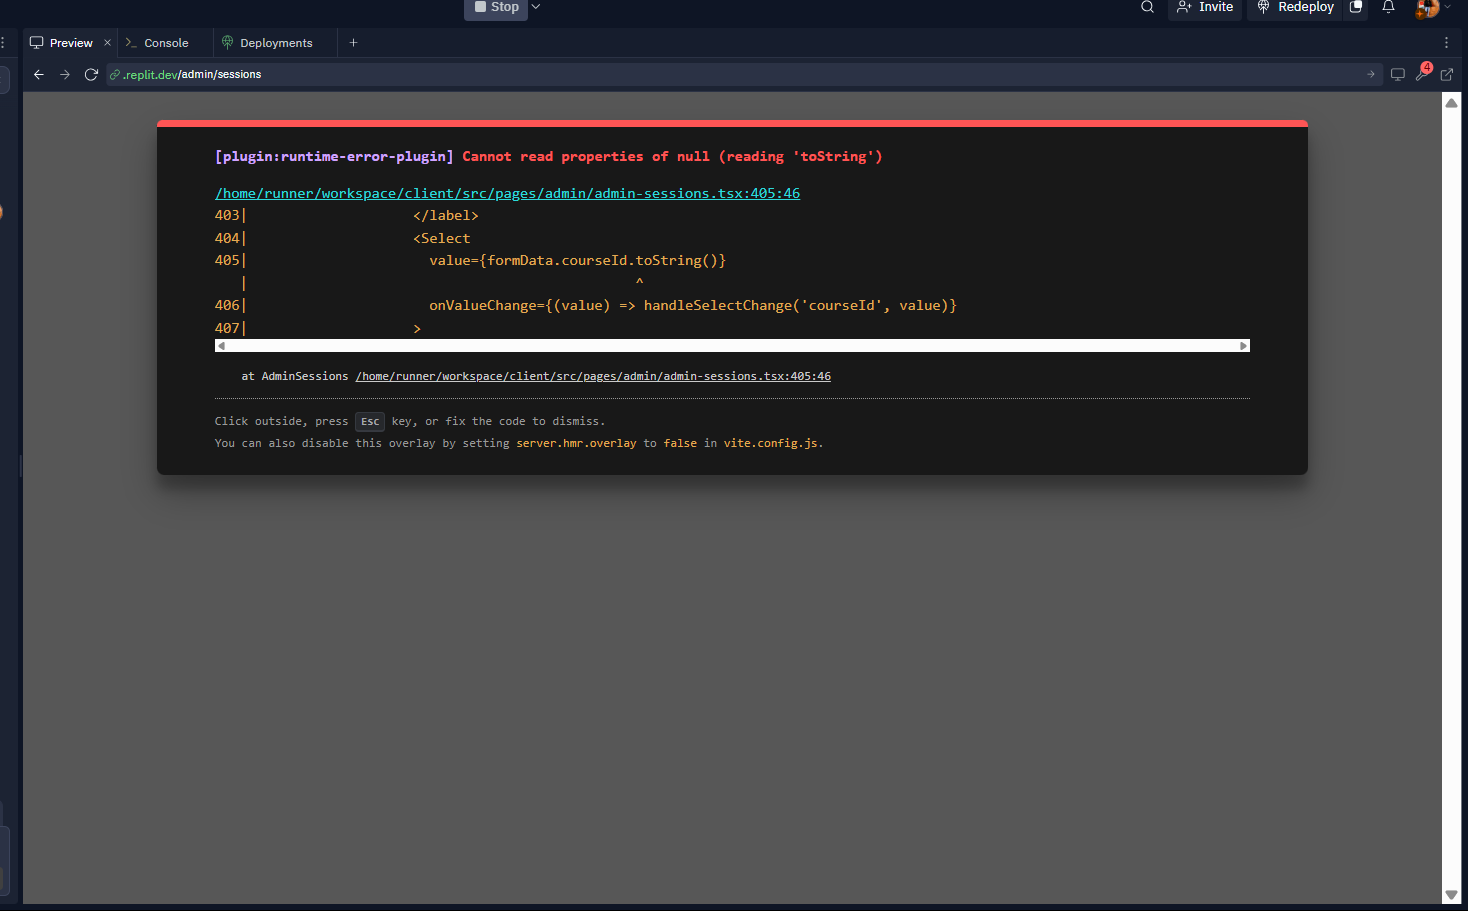 Stop
Invite
Redeploy
Preview
Console
Deployments
4
.replit.dev/admin/sessions
[plugin:runtime-error-plugin] Cannot read properties of null (reading 'toString')
/home/runner/workspace/client/src/pages/admin/admin-sessions.tsx:405:46
403| </label>
404| <Select
405| value={formData.courseId.toString()}
| ^
406| onValueChange={(value) => handleSelectChange('courseId', value)}
407| >
at AdminSessions /home/runner/workspace/client/src/pages/admin/admin-sessions.tsx:405:46
Click outside, press Esc key, or fix the code to dismiss.
You can also disable this overlay by setting server.hmr.overlay to false in vite.config.js.